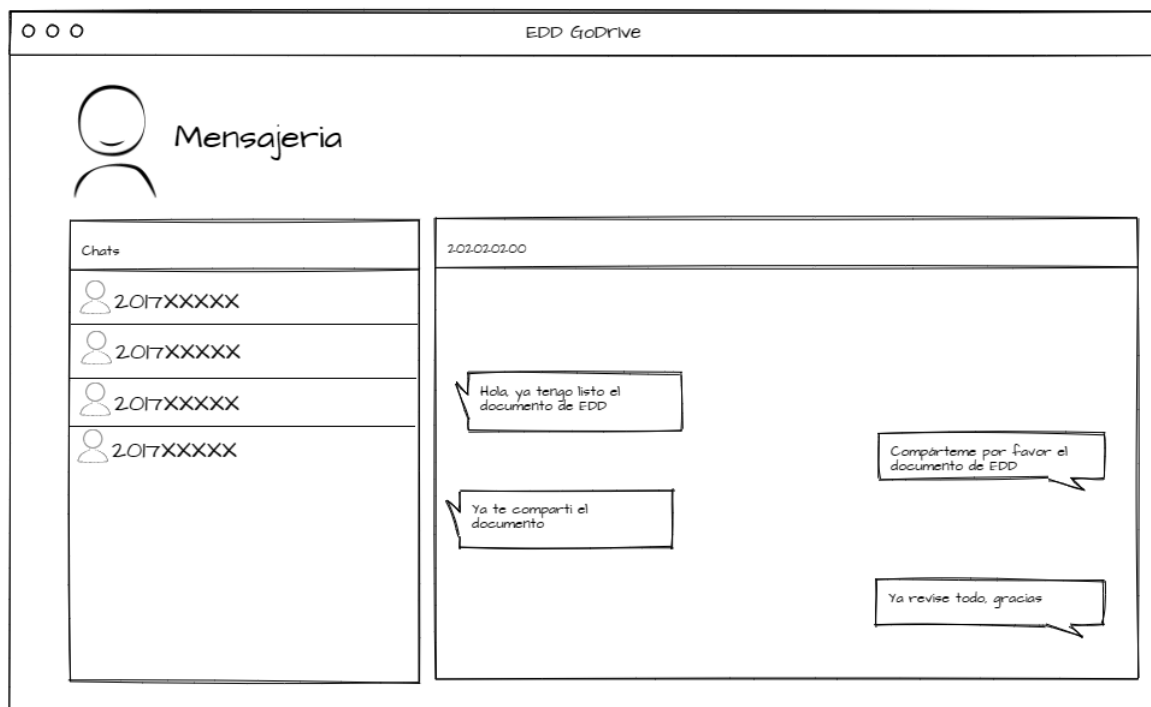 EDD GoDrive
Mensajeria
Chats
2017XXXXX
2017XXXXX
2017XXXXX
2017XXXXX
202020200
Hola, ya tengo listo el
documento de EDD
Compárteme por favor el
documento de EDD
Ya te comparti el
documento
Ya revise todo, gracias